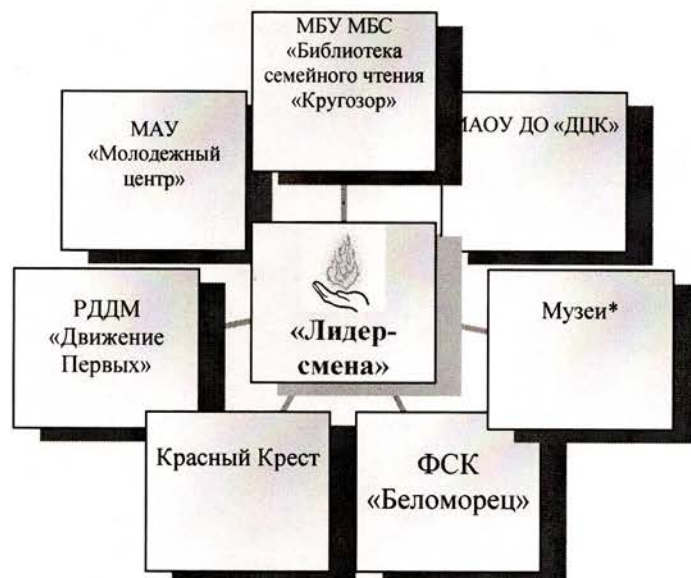 МБУ МБС
«Библиотека
семейного чтения
«Кругозор»
МАУ
«Молодежный
центр»
МАОУ ДО «ДЦК»
«Лидер-
смена»
РДДМ
«Движение
Первых»
Музеи*
Красный Крест
ФСК
«Беломорец»